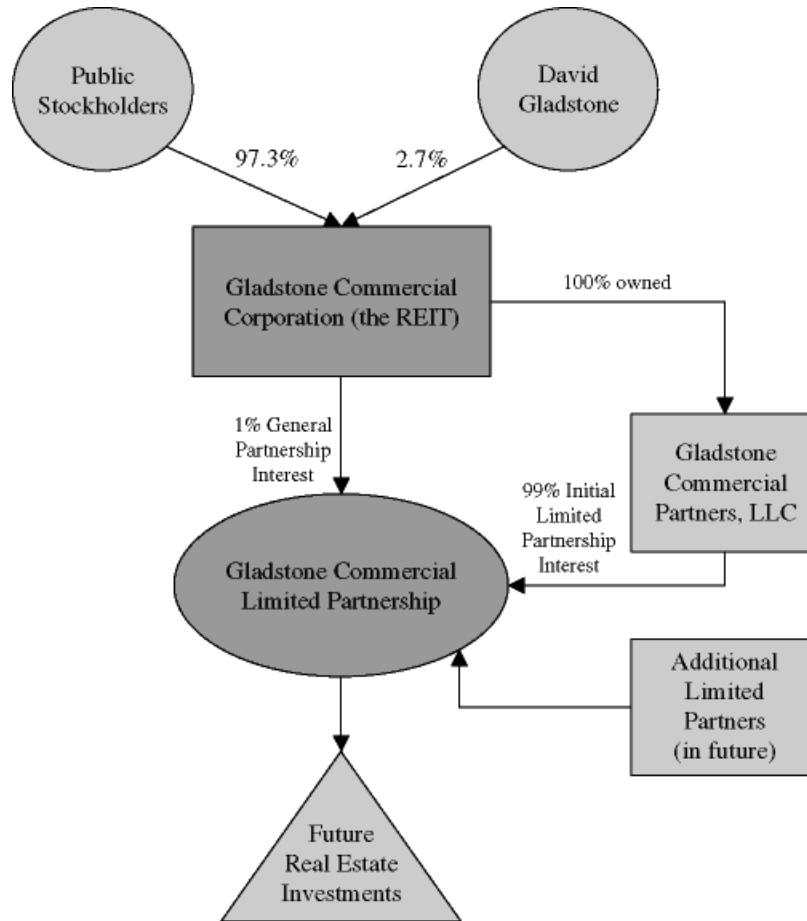 Public
Stockholders
David
Gladstone
97.3%
2.7%
Gladstone Commercial
Corporation (the REIT)
100% owned
1% General
Partnership
Interest
Gladstone
Commercial
Partners, LLC
99% Initial
Limited
Partnership
Interest
Gladstone Commercial
Limited Partnership
Additional
Limited
Partners
(in future)
Future
Real Estate
Investments